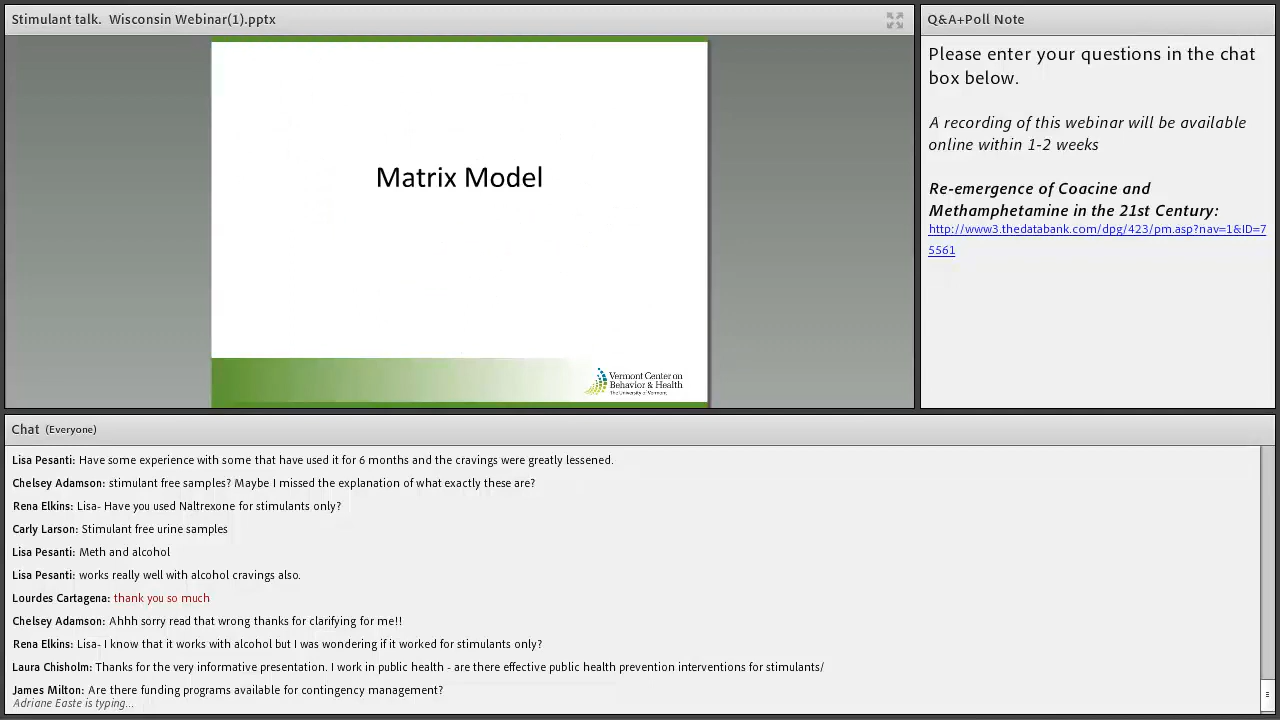 Stimulant talk. Wisconsin Webinar(1).pptx
Matrix Model
Vermont Center on
Behavior & Health
The University of Vermont
Q&A+Poll Note
Please enter your questions in the chat
box below.
A recording of this webinar will be available
online within 1-2 weeks
Re-emergence of Coacine and
Methamphetamine in the 21st Century:
http://www3.thedatabank.com/dpg/423/pm.asp?nav=1&ID=7
5561
Chat (Everyone)
Lisa Pesanti: Have some experience with some that have used it for 6 months and the cravings were greatly lessened.
Chelsey Adamson: stimulant free samples? Maybe I missed the explanation of what exactly these are?
Rena Elkins: Lisa- Have you used Naltrexone for stimulants only?
Carly Larson: Stimulant free urine samples
Lisa Pesanti: Meth and alcohol
Lisa Pesanti: works really well with alcohol cravings also.
Lourdes Cartagena: thank you so much
Chelsey Adamson: Ahhh sorry read that wrong thanks for clarifying for me!!
Rena Elkins: Lisa- I know that it works with alcohol but I was wondering if it worked for stimulants only?
Laura Chisholm: Thanks for the very informative presentation. I work in public health - are there effective public health prevention interventions for stimulants/
James Milton: Are there funding programs available for contingency management?
Adriane Easte is typing...